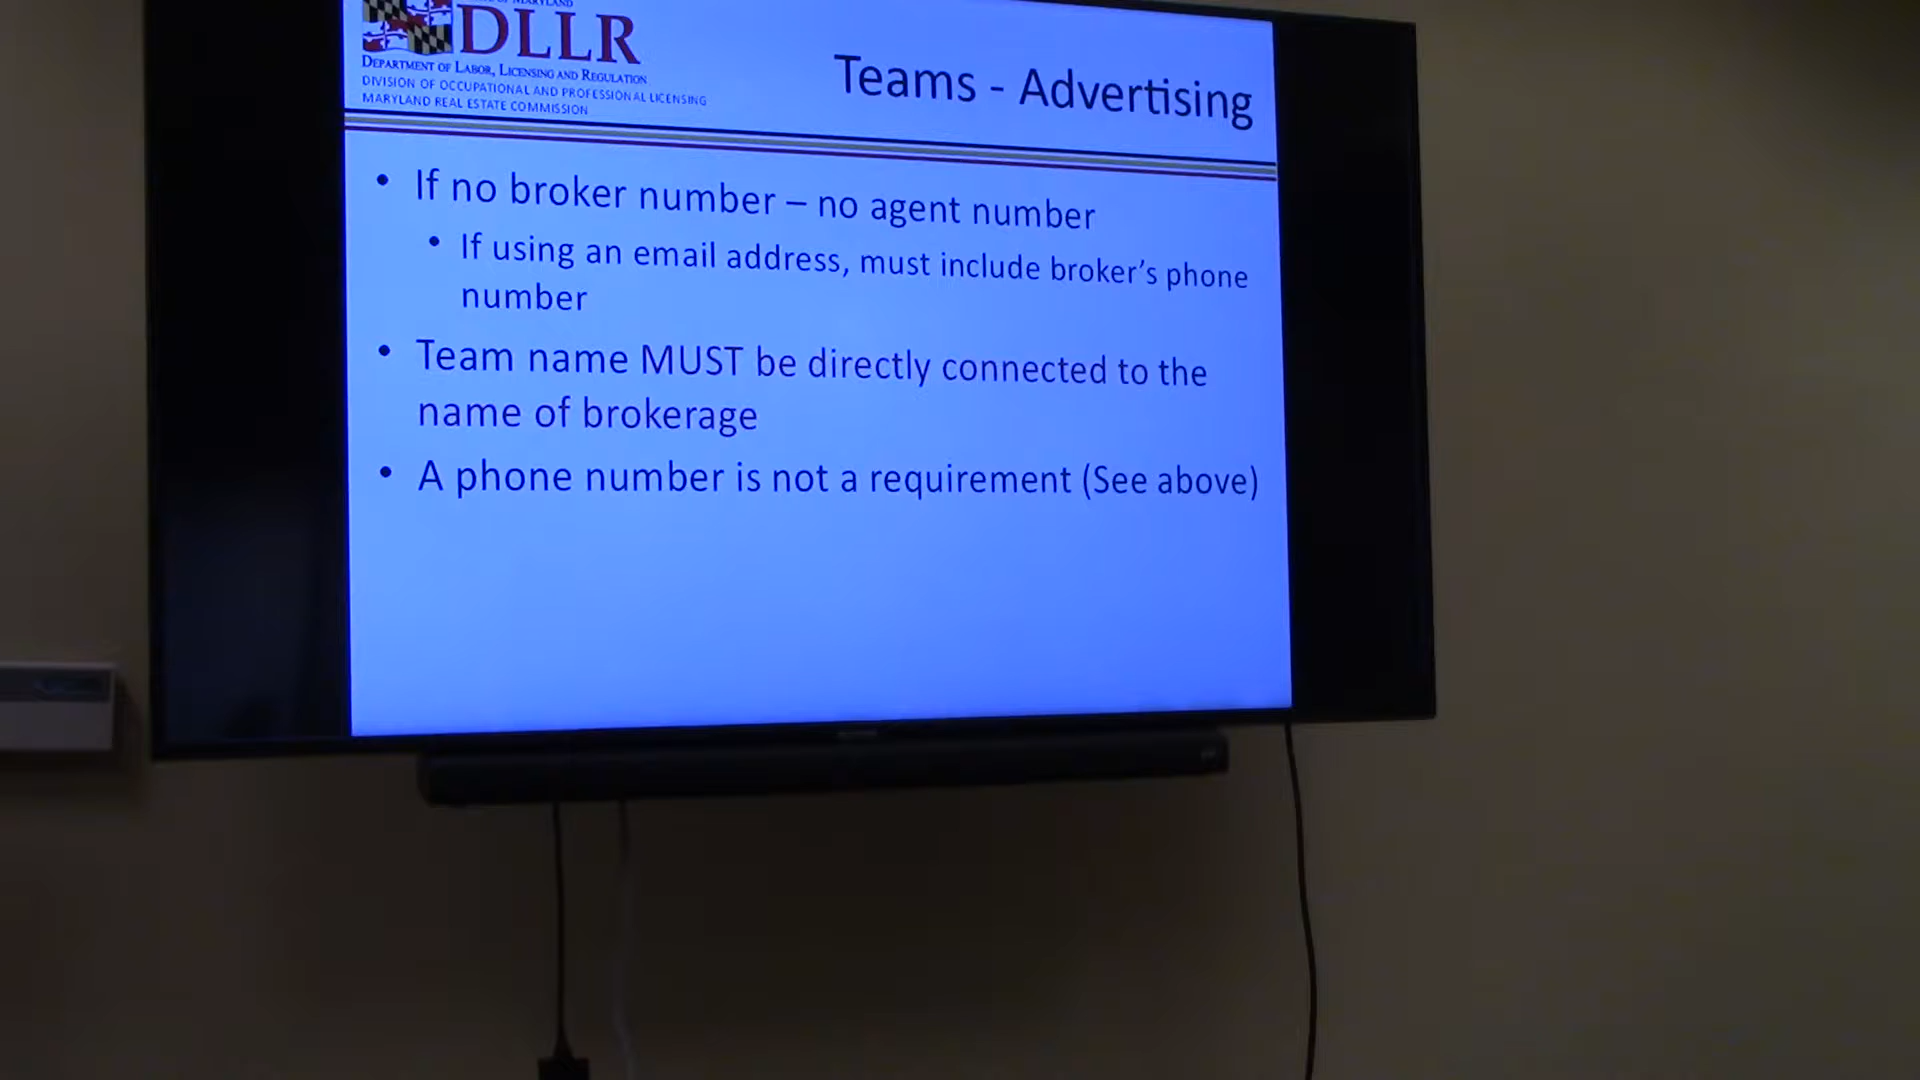 MARYLAND
DLLR
DEPARTMENT OF LABOR, LICENSING AND REGULATION
DIVISION OF OCCUPATIONAL AND PROFESSIONAL LICENSING
MARYLAND REAL ESTATE COMMISSION
Teams - Advertising
• If no broker number – no agent number
• If using an email address, must include broker's phone
number
• Team name MUST be directly connected to the
name of brokerage
• A phone number is not a requirement (See above)